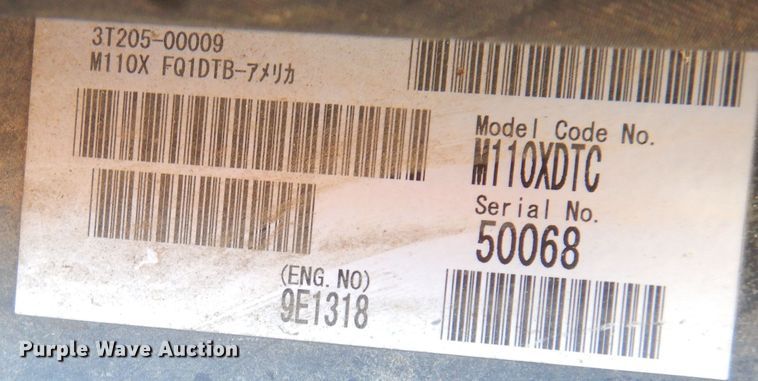 3T205-00009
M110X FQ1DTB-アメリカ
Model Code No.
M110XDTC
Serial No.
50068
(ENG. NO)
9E1318
Purple Wave Auction